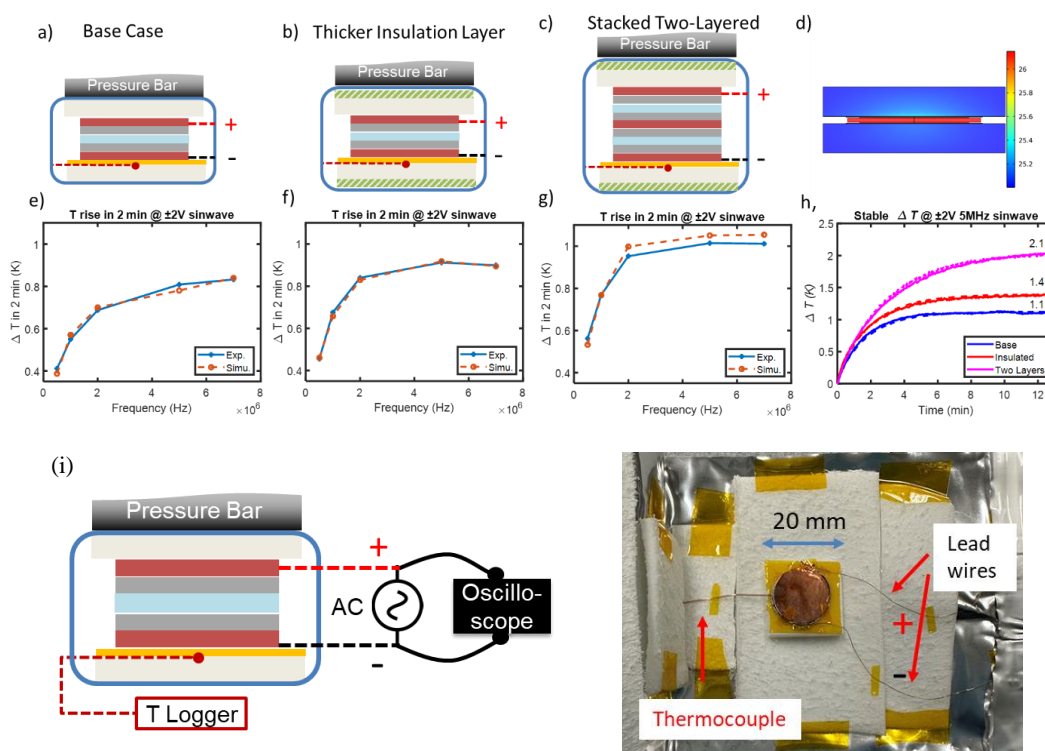 a)
Base Case
b)
Thicker Insulation Layer
c)
Stacked Two-Layered
d)
Pressure Bar
+
-
Pressure Bar
+
-
Pressure Bar
+
-
26
25.8
25.6
25.4
25.2
e)
T rise in 2 min @ ±2V sinwave
1
0.8
0.6
0.4
Δ T in 2 min (K)
Exp.
Simu.
0 2 4 6 8
Frequency (Hz)
×10⁶
f)
T rise in 2 min @ ±2V sinwave
1
0.8
0.6
0.4
Δ T in 2 min (K)
Exp.
Simu.
0 2 4 6 8
Frequency (Hz)
×10⁶
g)
T rise in 2 min @ ±2V sinwave
1
0.8
0.6
0.4
Δ T in 2 min (K)
Exp.
Simu.
0 2 4 6 8
Frequency (Hz)
×10⁶
h,
Stable Δ T @ ±2V 5MHz sinwave
2.5
2
1.5
1
0.5
0
Δ T (K)
2.1
1.4
1.1
Base
Insulated
Two Layers
0 2 4 6 8 10 12
Time (min)
(i)
Pressure Bar
+
AC
Oscillo-
scope
-
T Logger
20 mm
Lead
wires
+
-
Thermocouple